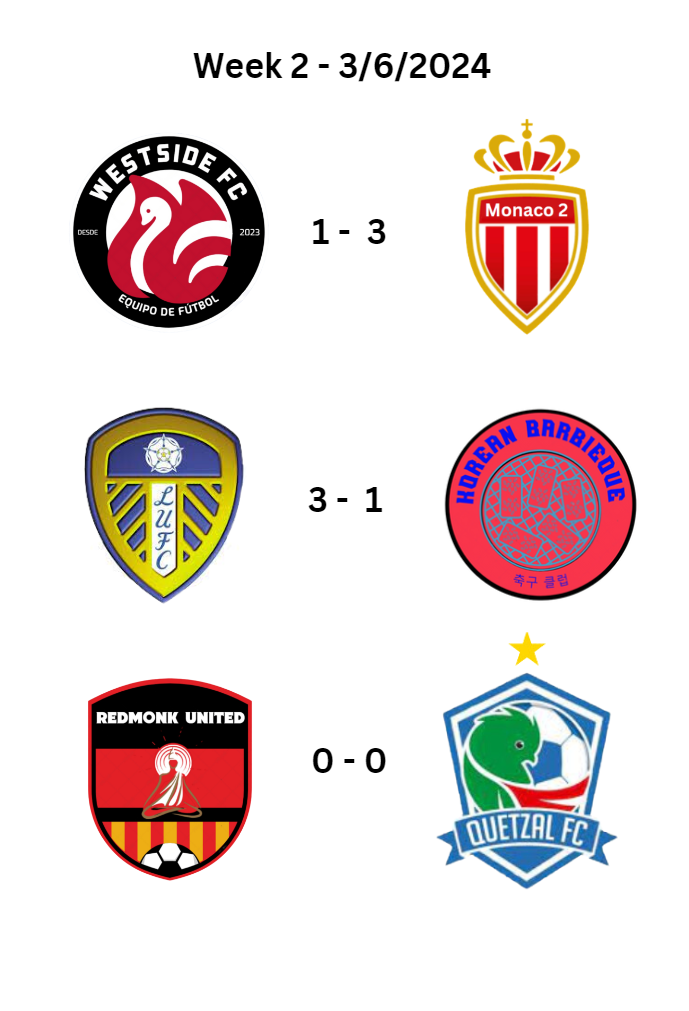 Week 2 - 3/6/2024
WESTSIDE FC
DESDE
2023
EQUIPO DE FÚTBOL
1 - 3
Monaco 2
LUFC
3 - 1
KOREAN BARBIEQUE
축구 클럽
REDMONK UNITED
0 - 0
QUETZAL FC